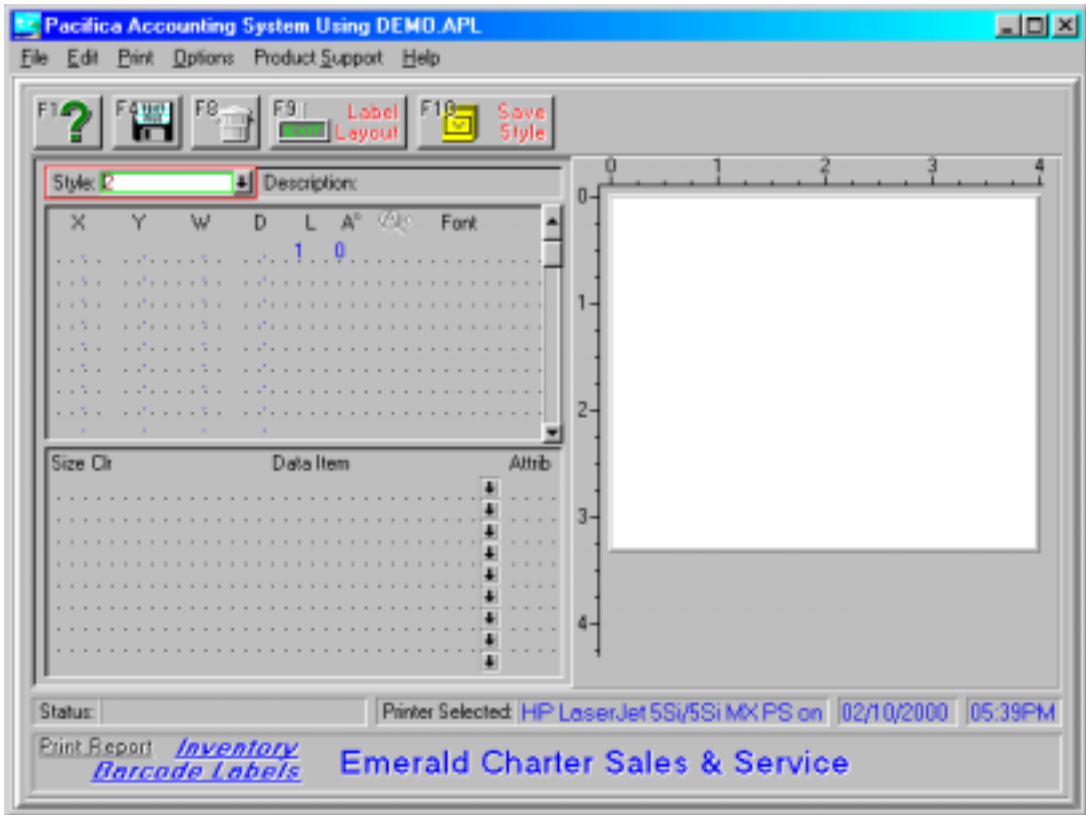 Pacifica Accounting System Using DEMO.APL
File Edit Print Options Product Support Help
F1 F4 F8 F9 EXIT Label Layout F10 Save Style
Style: 2 Description:
X Y W D L A° Font
1 0
Size Clr Data Item Attrib
0 1 2 3 4
0
1
2
3
4
Status: Printer Selected: HP LaserJet 5Si/5Si MX PS on 02/10/2000 05:39PM
Print Report Inventory
Barcode Labels
Emerald Charter Sales & Service